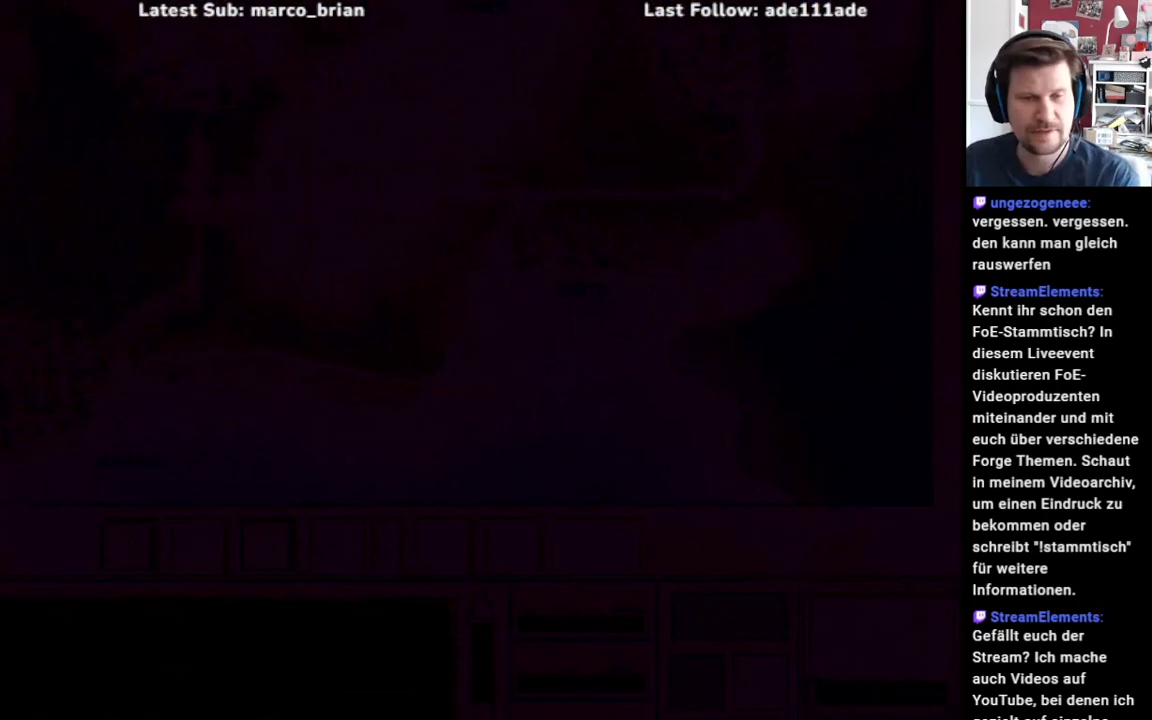 Latest Sub: marco_brian
Last Follow: ade111ade
ungezogeneee:
vergessen. vergessen.
den kann man gleich
rauswerfen
StreamElements:
Kennt ihr schon den
FoE-Stammtisch? In
diesem Liveevent
diskutieren FoE-
Videoproduzenten
miteinander und mit
euch über verschiedene
Forge Themen. Schaut
in meinem Videoarchiv,
um einen Eindruck zu
bekommen oder
schreibt "!stammtisch"
für weitere
Informationen.
StreamElements:
Gefällt euch der
Stream? Ich mache
auch Videos auf
YouTube, bei denen ich
gezielt auf einzelne